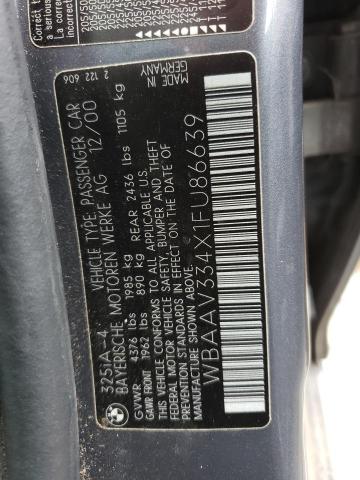 325iA-4
VEHICLE TYPE: PASSENGER CAR
BAYERISCHE MOTOREN WERKE AG 12/00
GVWR 4376 lbs 1985 kg
GAWR FRONT 1962 lbs 890 kg REAR 2436 lbs 1105 kg
THIS VEHICLE CONFORMS TO ALL APPLICABLE
FEDERAL MOTOR VEHICLE SAFETY, BUMPER AND THEFT
PREVENTION STANDARDS IN EFFECT ON THE DATE OF
MANUFACTURE SHOWN ABOVE.
WBAAV334X1FU86639
MADE IN
GERMANY
2 122 606
Correct t
a serious
incorrect